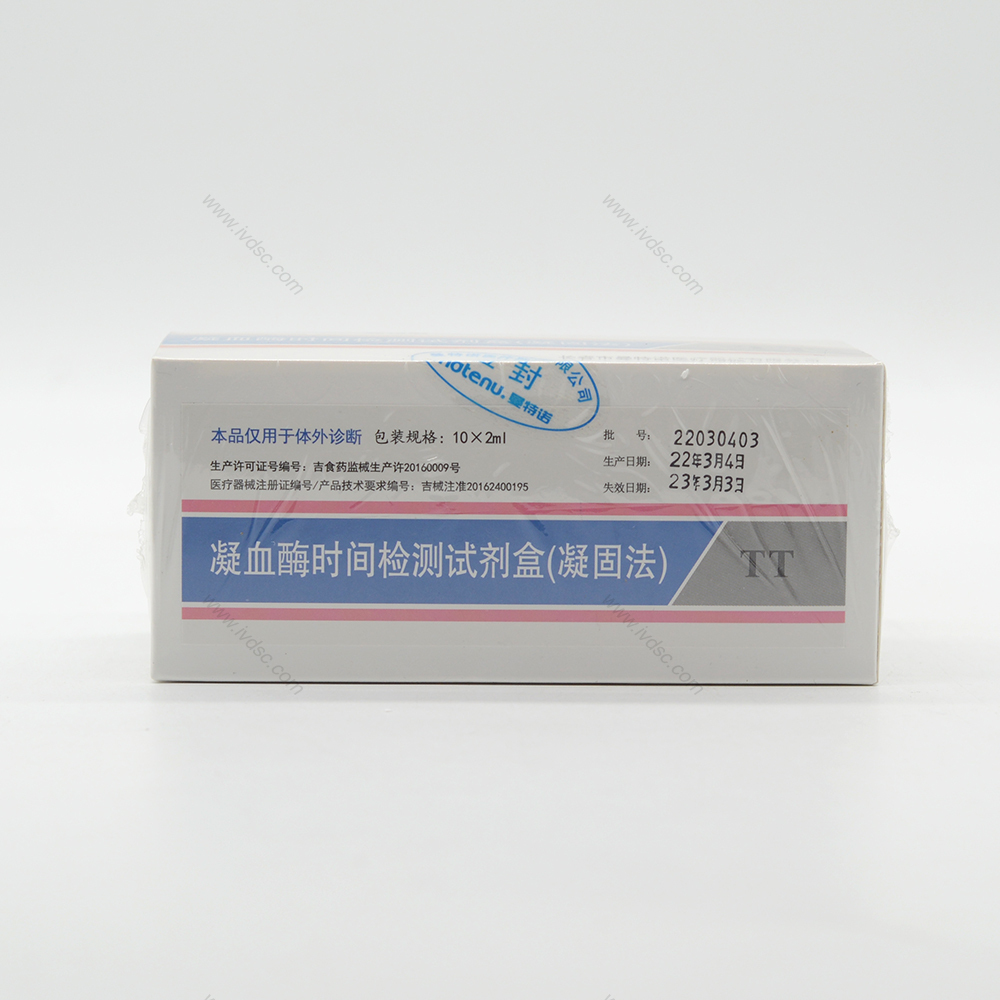 www.ivdsc.com
www.ivdsc.com
封
限公司
notenu.曼特诺
本品仅用于体外诊断 包装规格：10×2ml
生产许可证号编号：吉食药监械生产许20160009号
医疗器械注册证编号/产品技术要求编号：吉械注准20162400195
批 号：22030403
生产日期：22年3月4日
失效日期：23年3月3日
凝血酶时间检测试剂盒(凝固法) TT
www.ivdsc.com
www.ivdsc.com